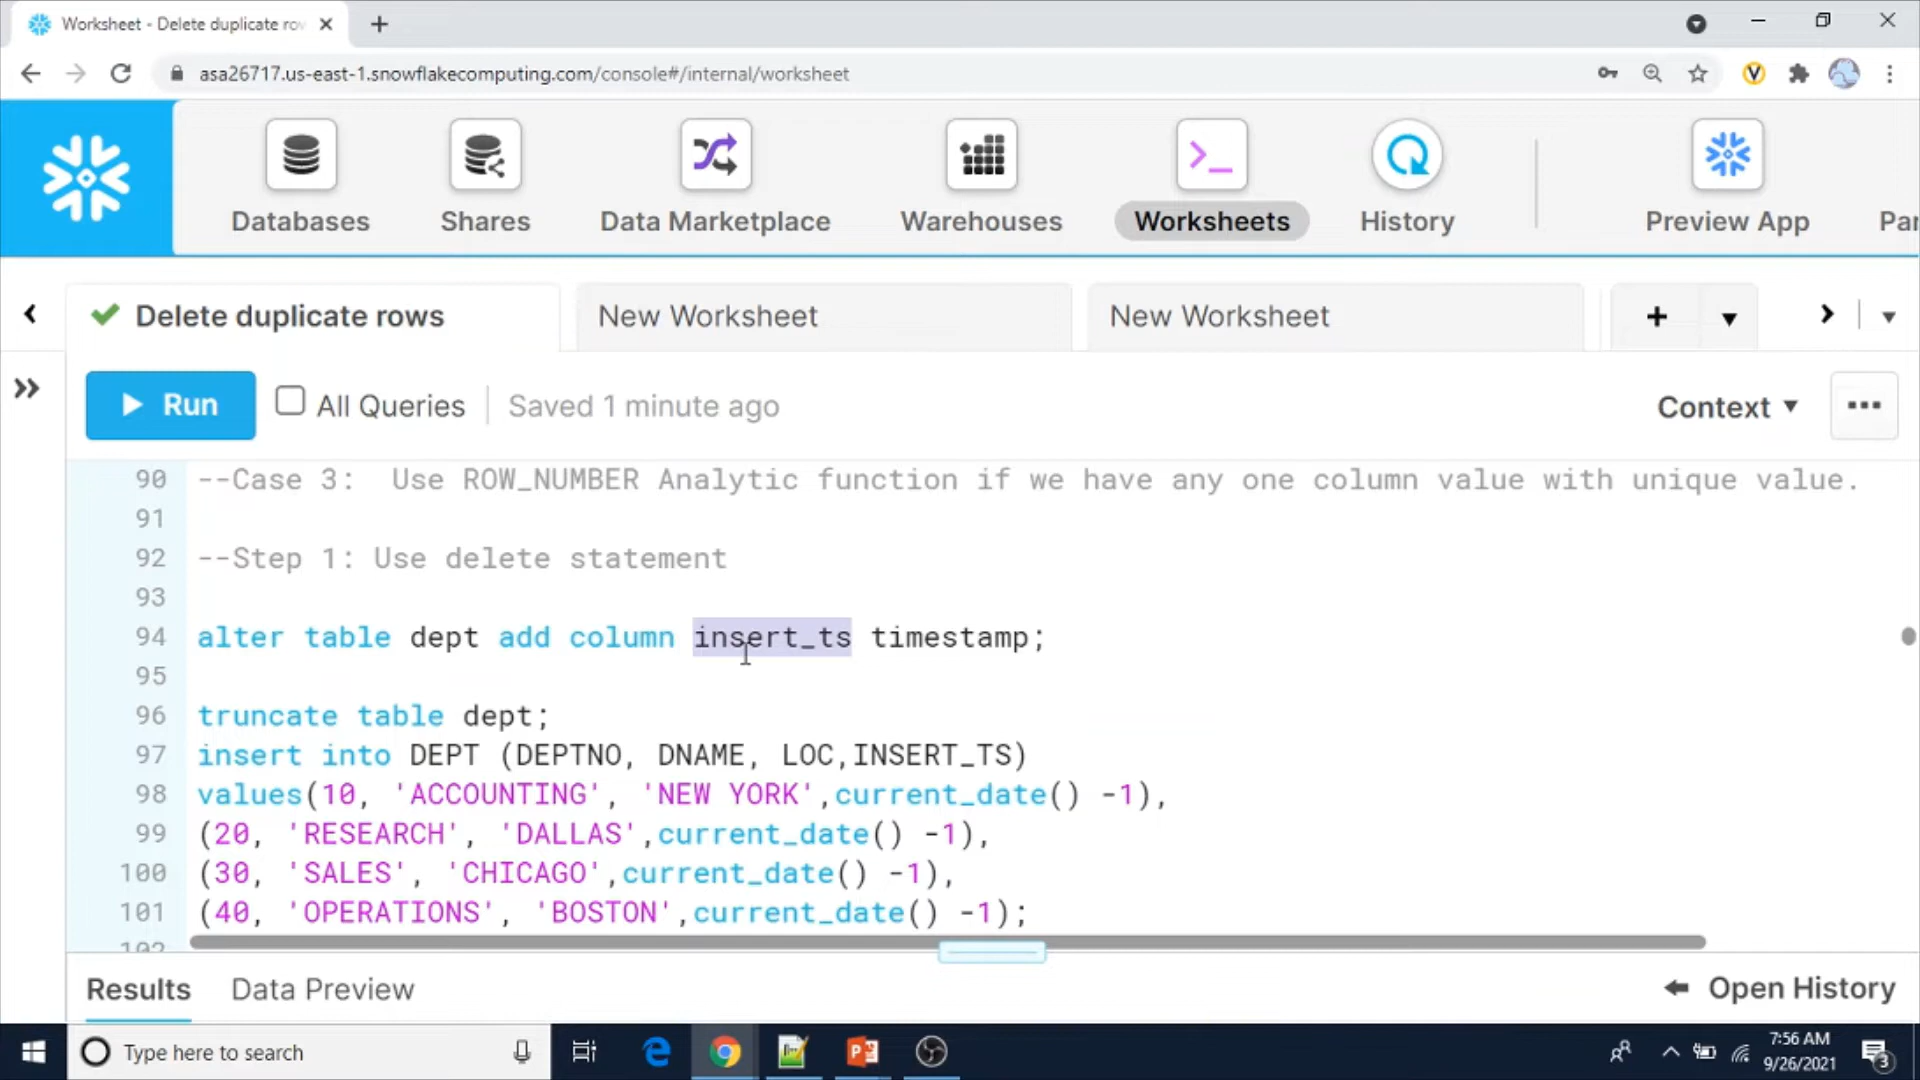 Worksheet - Delete duplicate rov
asa26717.us-east-1.snowflakecomputing.com/console#/internal/worksheet
V
Databases
Shares
Data Marketplace
Warehouses
Worksheets
History
Preview App
Par
Delete duplicate rows
New Worksheet
New Worksheet
Run
All Queries
Saved 1 minute ago
Context
90 --Case 3:  Use ROW_NUMBER Analytic function if we have any one column value with unique value.
91
92 --Step 1: Use delete statement
93
94 alter table dept add column insert_ts timestamp;
95
96 truncate table dept;
97 insert into DEPT (DEPTNO, DNAME, LOC,INSERT_TS)
98 values(10, 'ACCOUNTING', 'NEW YORK',current_date() -1),
99 (20, 'RESEARCH', 'DALLAS',current_date() -1),
100 (30, 'SALES', 'CHICAGO',current_date() -1),
101 (40, 'OPERATIONS', 'BOSTON',current_date() -1);
102
Results
Data Preview
Open History
Type here to search
7:56 AM
9/26/2021
3